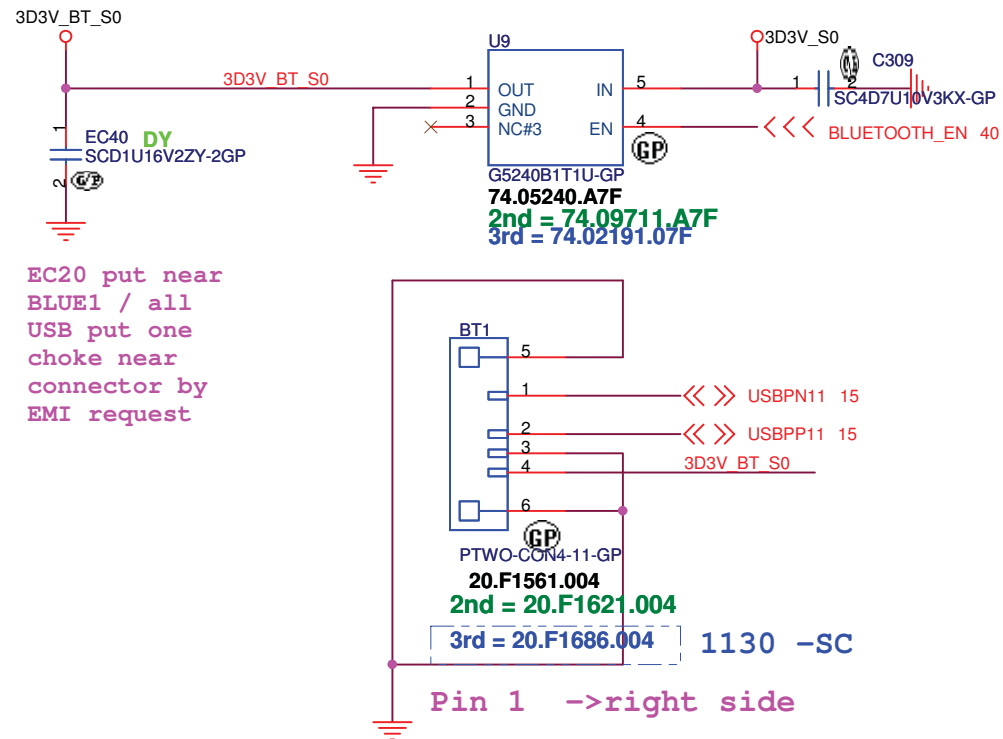 3D3V_BT_S0
3D3V_BT_S0
1
EC40 DY
SCD1U16V2ZY-2GP
2
U9
1 OUT
2 GND
3 NC#3
IN 5
EN 4
GP
G5240B1T1U-GP
74.05240.A7F
2nd = 74.09711.A7F
3rd = 74.02191.07F
3D3V_S0
C309
1 2
SC4D7U10V3KX-GP
BLUETOOTH_EN 40
EC20 put near
BLUE1 / all
USB put one
choke near
connector by
EMI request
BT1
5
1 USBPN11 15
2 USBPP11 15
3
4 3D3V_BT_S0
6
GP
PTWO-CON4-11-GP
20.F1561.004
2nd = 20.F1621.004
3rd = 20.F1686.004 1130 -SC
Pin 1 ->right side